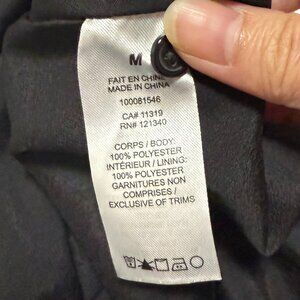 M
FAIT EN CHINE
MADE IN CHINA
100081546
CA# 11319
RN# 121340
CORPS / BODY:
100% POLYESTER
INTÉRIEUR / LINING:
100% POLYESTER
GARNITURES NON
COMPRISES /
EXCLUSIVE OF TRIMS